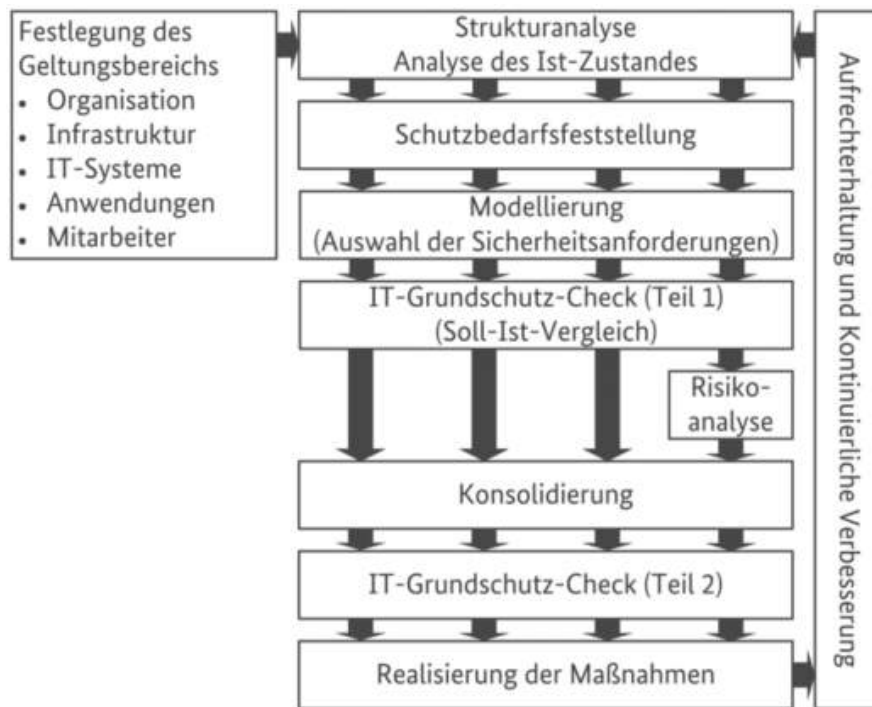 Festlegung des
Geltungsbereichs
• Organisation
• Infrastruktur
• IT-Systeme
• Anwendungen
• Mitarbeiter
Strukturanalyse
Analyse des Ist-Zustandes
Schutzbedarfsfeststellung
Modellierung
(Auswahl der Sicherheitsanforderungen)
IT-Grundschutz-Check (Teil 1)
(Soll-Ist-Vergleich)
Risiko-
analyse
Konsolidierung
IT-Grundschutz-Check (Teil 2)
Realisierung der Maßnahmen
Aufrechterhaltung und Kontinuierliche Verbesserung